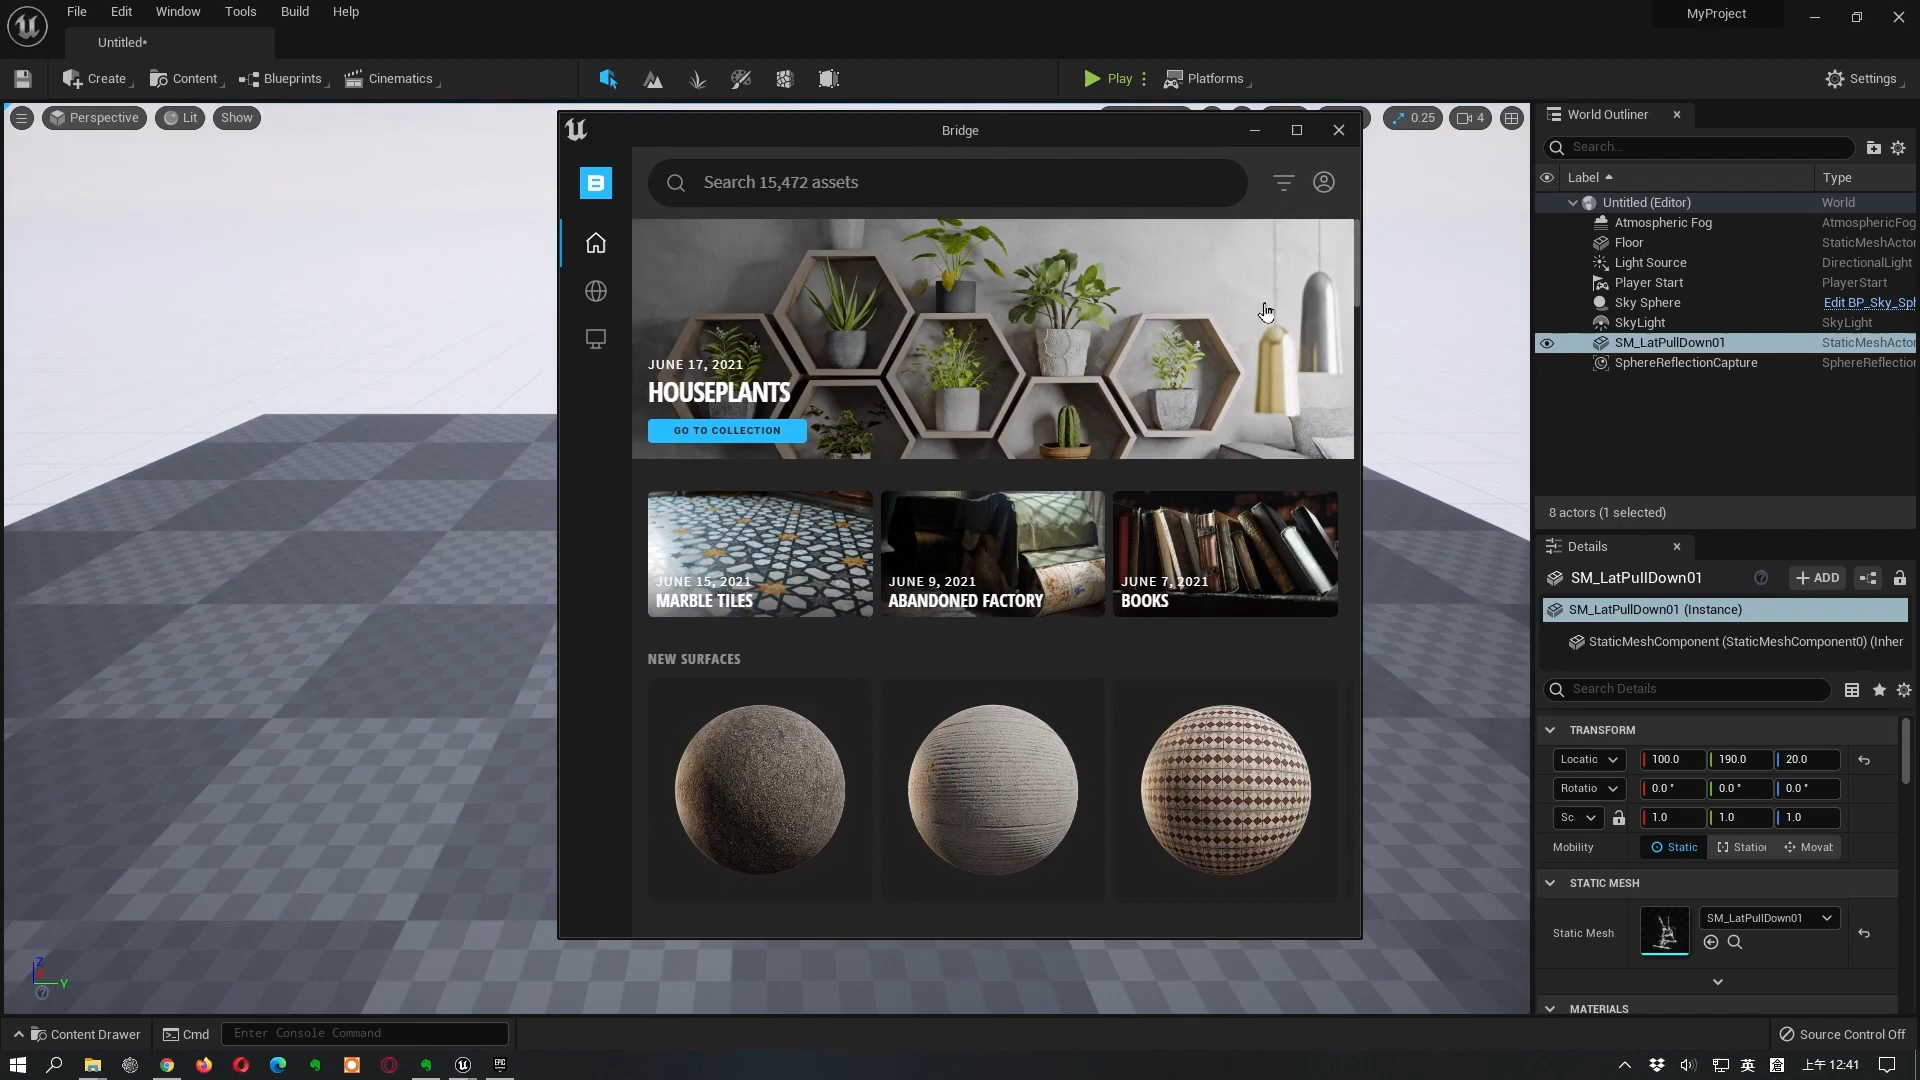 File Edit Window Tools Build Help
MyProject
Untitled*
Create
Content
Blueprints
Cinematics
Play
Platforms
Settings
Perspective
Lit
Show
0.25
4
Bridge
Search 15,472 assets
JUNE 17, 2021
HOUSEPLANTS
GO TO COLLECTION
JUNE 15, 2021
MARBLE TILES
JUNE 9, 2021
ABANDONED FACTORY
JUNE 7, 2021
BOOKS
NEW SURFACES
World Outliner
Search...
Label Type
Untitled (Editor) World
Atmospheric Fog AtmosphericFog
Floor StaticMeshActor
Light Source DirectionalLight
Player Start PlayerStart
Sky Sphere Edit BP_Sky_Sph
SkyLight SkyLight
SM_LatPullDown01 StaticMeshActor
SphereReflectionCapture SphereReflection
8 actors (1 selected)
Details
SM_LatPullDown01
ADD
SM_LatPullDown01 (Instance)
StaticMeshComponent (StaticMeshComponent0) (Inher
Search Details
TRANSFORM
Locatio 100.0 190.0 20.0
Rotatio 0.0 ° 0.0 ° 0.0 °
Sc 1.0 1.0 1.0
Mobility Static Station Movab
STATIC MESH
Static Mesh
SM_LatPullDown01
MATERIALS
Content Drawer
Cmd
Enter Console Command
Source Control Off
Z
Y
EPIC
英
倉
上午 12:41